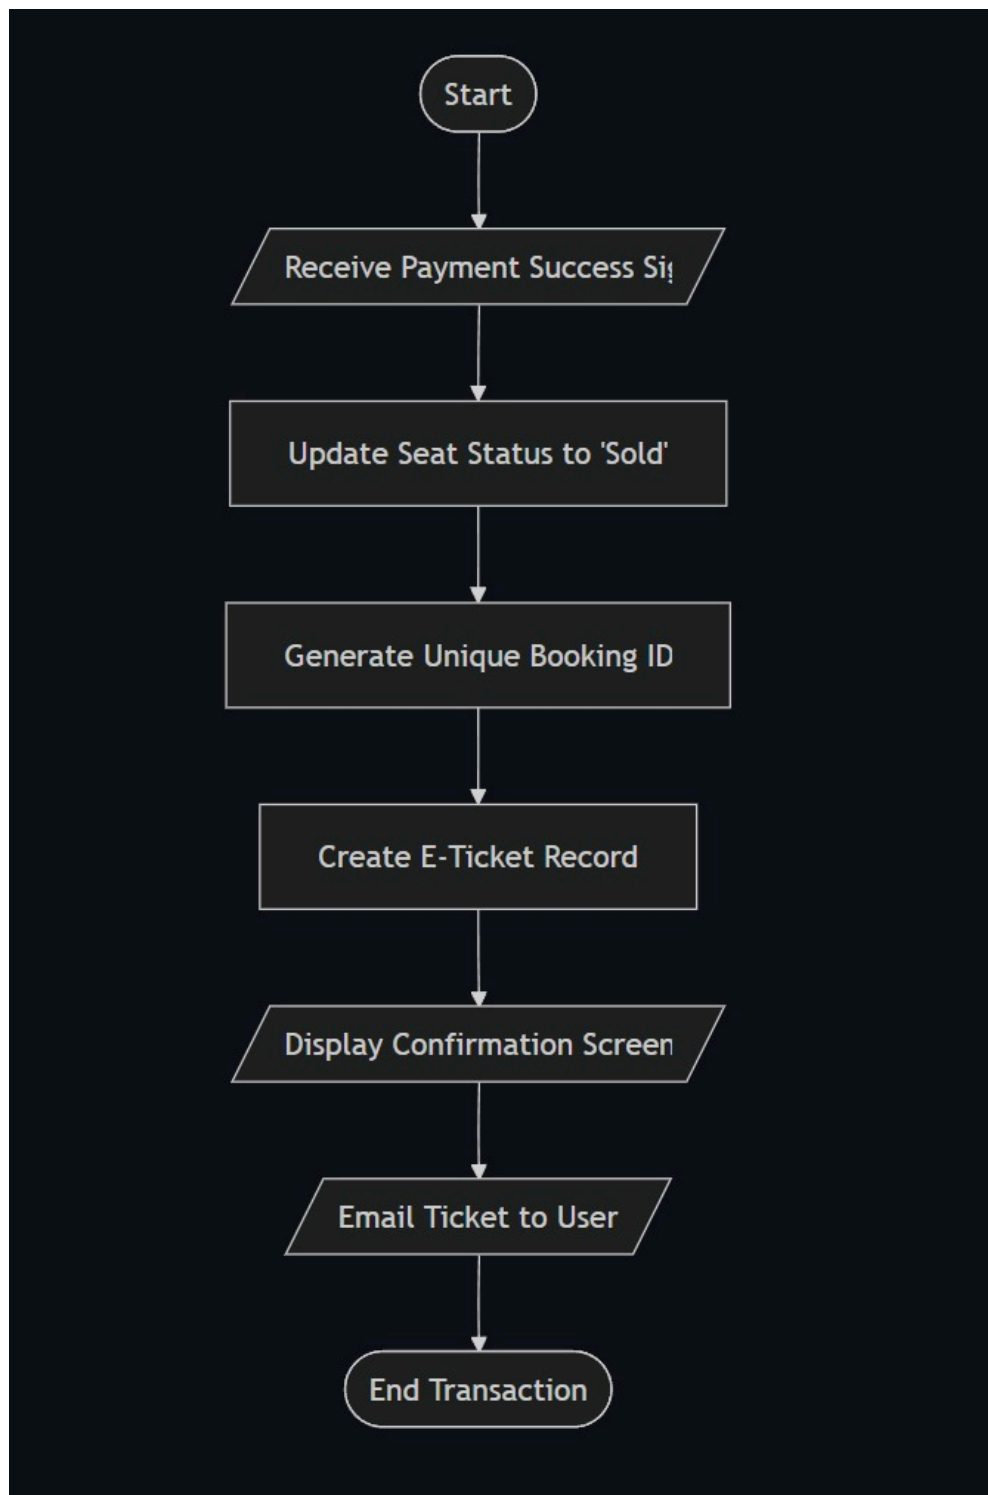 Start
Receive Payment Success
Update Seat Status to 'Sold'
Generate Unique Booking ID
Create E-Ticket Record
Display Confirmation Screen
Email Ticket to User
End Transaction